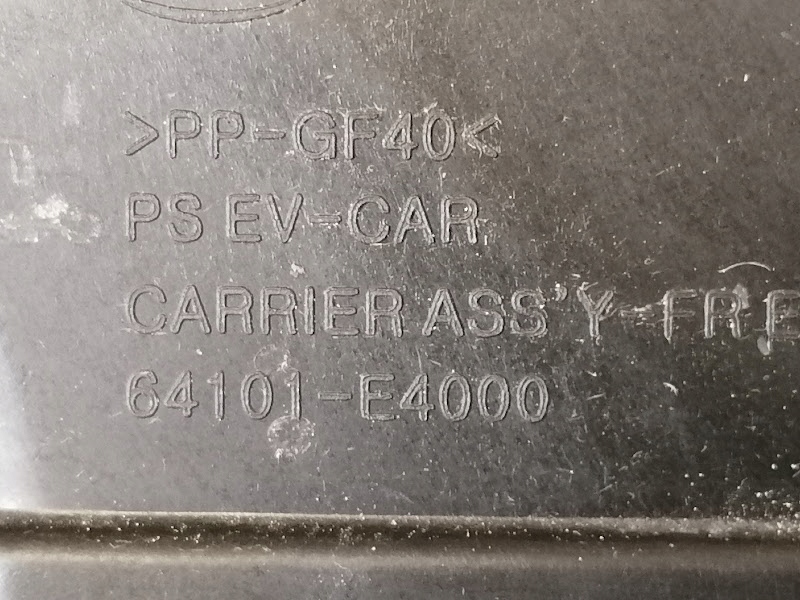 >PP-GF40<
PS EV-CAR
CARRIER ASS'Y-FR E
64101-E4000